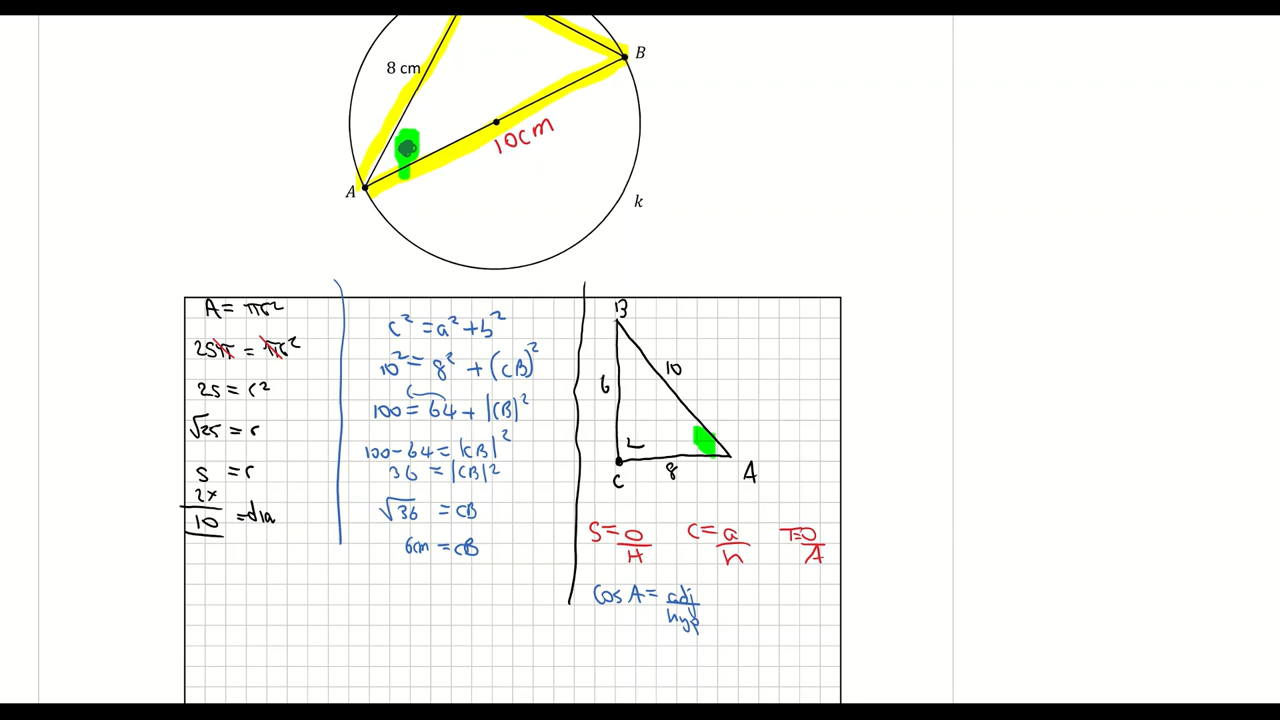 8 cm
B
10cm
A
k
A = πr²
25π = πr²
25 = r²
√25 = r
5 = r
2x
10 = dia
c² = a² + b²
10² = 8² + (CB)²
100 = 64 + |CB|²
100-64 = |CB|²
36 = |CB|²
√36 = CB
6cm = CB
B
10
6
C
8
A
S = O/H
C = a/h
T = O/A
Cos A = adj/hyp